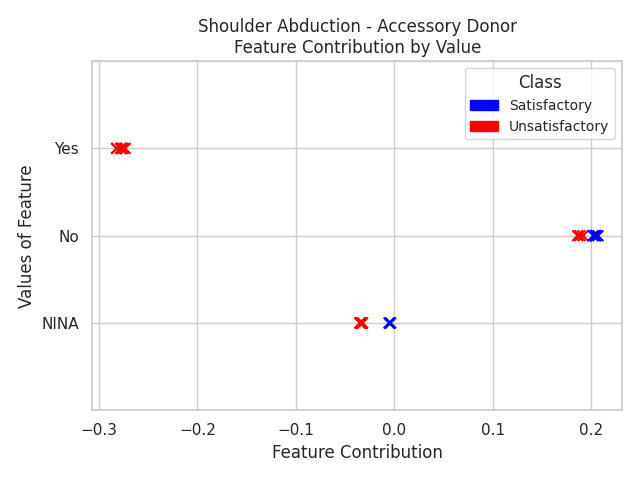 Shoulder Abduction - Accessory Donor
Feature Contribution by Value
Class
Satisfactory
Unsatisfactory
Values of Feature
Yes
No
NINA
−0.3
−0.2
−0.1
0.0
0.1
0.2
Feature Contribution